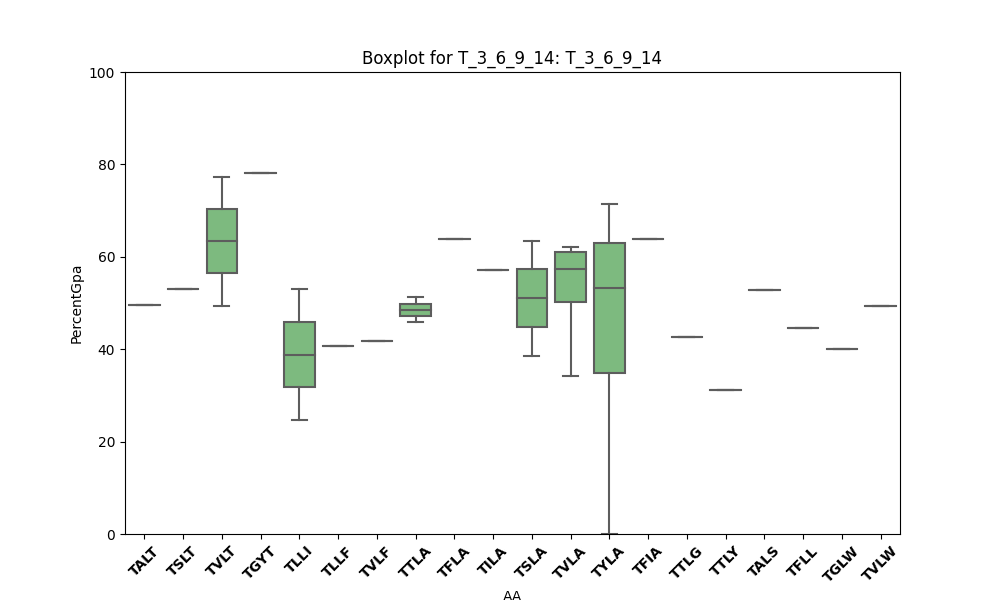 Boxplot for T_3_6_9_14: T_3_6_9_14
PercentGpa
100
80
60
40
20
0
TALT TSLT TVLT TGYT TLLI TLLF TVLF TTLA TFLA TILA TSLA TVLA TYLA TFIA TTLG TTLY TALS TFLL TGLW TVLW
AA